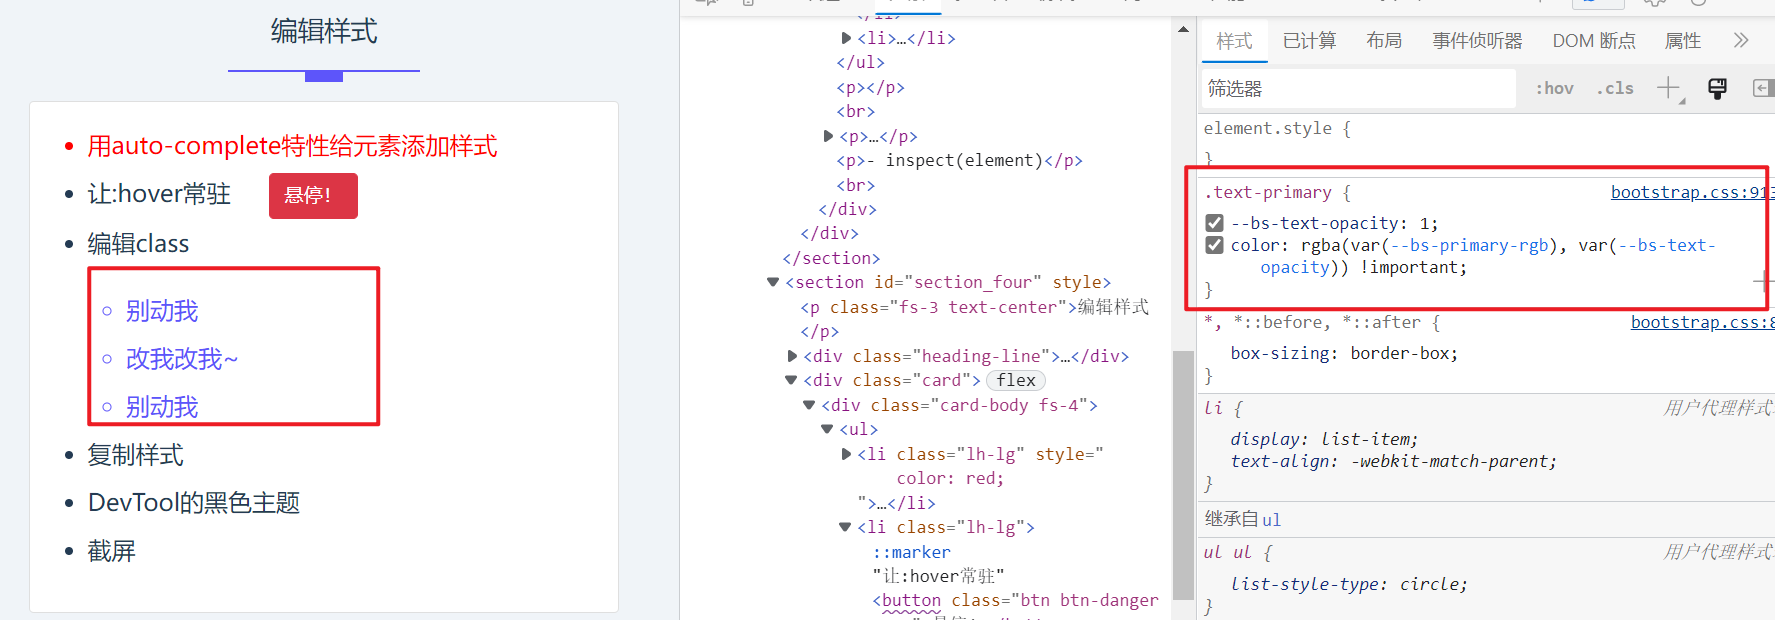 编辑样式
用auto-complete特性给元素添加样式
让:hover常驻
悬停!
编辑class
别动我
改我改我~
别动我
复制样式
DevTool的黑色主题
截屏
<li>…</li>
</ul>
<p></p>
<br>
<p>…</p>
<p>- inspect(element)</p>
<br>
</div>
</div>
</section>
<section id="section_four" style>
<p class="fs-3 text-center">编辑样式
</p>
<div class="heading-line">…</div>
<div class="card"> flex
<div class="card-body fs-4">
<ul>
<li class="lh-lg" style="
color: red;
">…</li>
<li class="lh-lg">
::marker
"让:hover常驻"
<button class="btn btn-danger
样式 已计算 布局 事件侦听器 DOM 断点 属性
筛选器 :hov .cls
element.style {
}
.text-primary { bootstrap.css:913
--bs-text-opacity: 1;
color: rgba(var(--bs-primary-rgb), var(--bs-text-
opacity)) !important;
}
*, *::before, *::after { bootstrap.css:8
box-sizing: border-box;
}
li { 用户代理样式
display: list-item;
text-align: -webkit-match-parent;
}
继承自 ul
ul ul { 用户代理样式
list-style-type: circle;
}